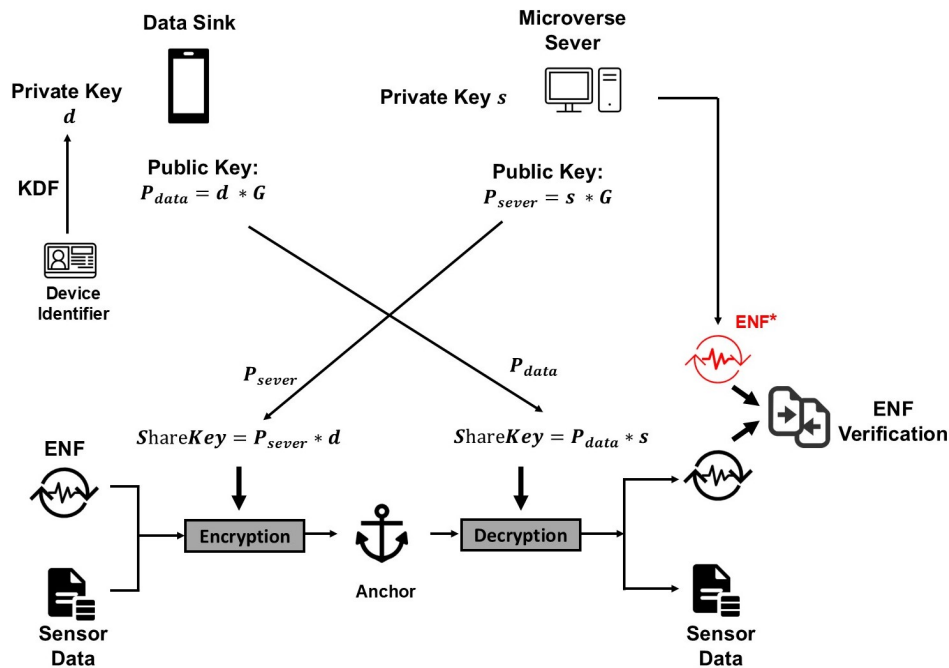 Data Sink
Microverse
Sever
Private Key
d
Private Key s
KDF
Public Key:
P_data = d * G
Public Key:
P_sever = s * G
Device
Identifier
ENF*
P_sever
P_data
ENF
ShareKey = P_sever * d
ShareKey = P_data * s
ENF
Verification
Encryption
Decryption
Anchor
Sensor
Data
Sensor
Data